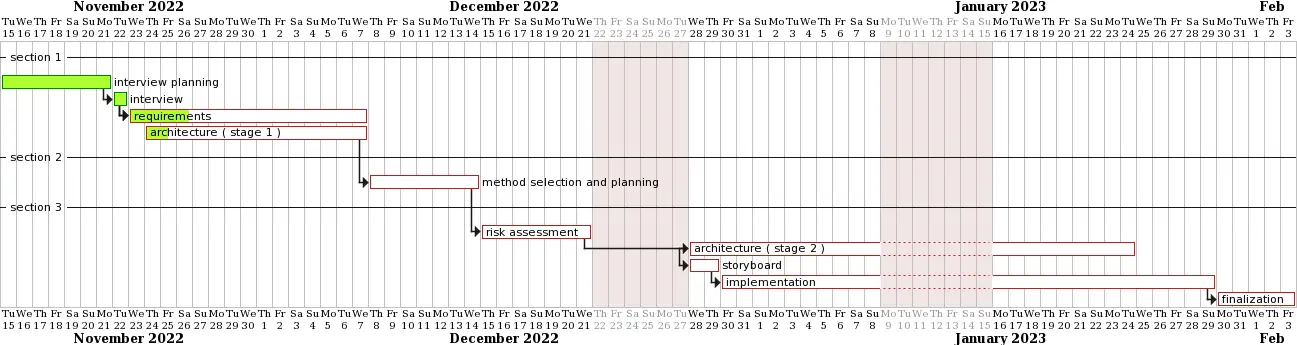 November 2022 December 2022 January 2023 Feb
Tu We Th Fr Sa Su Mo Tu We Th Fr Sa Su Mo Tu We Th Fr Sa Su Mo Tu We Th Fr Sa Su Mo Tu We Th Fr Sa Su Mo Tu We Th Fr Sa Su Mo Tu We Th Fr Sa Su Mo Tu We Th Fr Sa Su Mo Tu We Th Fr Sa Su Mo Tu We Th Fr Sa Su Mo Tu We Th Fr Sa Su Mo Tu We Th Fr
15 16 17 18 19 20 21 22 23 24 25 26 27 28 29 30 1 2 3 4 5 6 7 8 9 10 11 12 13 14 15 16 17 18 19 20 21 22 23 24 25 26 27 28 29 30 31 1 2 3 4 5 6 7 8 9 10 11 12 13 14 15 16 17 18 19 20 21 22 23 24 25 26 27 28 29 30 31 1 2 3
section 1
interview planning
interview
requirements
architecture ( stage 1 )
section 2
method selection and planning
section 3
risk assessment
architecture ( stage 2 )
storyboard
implementation
finalization
Tu We Th Fr Sa Su Mo Tu We Th Fr Sa Su Mo Tu We Th Fr Sa Su Mo Tu We Th Fr Sa Su Mo Tu We Th Fr Sa Su Mo Tu We Th Fr Sa Su Mo Tu We Th Fr Sa Su Mo Tu We Th Fr Sa Su Mo Tu We Th Fr Sa Su Mo Tu We Th Fr Sa Su Mo Tu We Th Fr Sa Su Mo Tu We Th Fr
15 16 17 18 19 20 21 22 23 24 25 26 27 28 29 30 1 2 3 4 5 6 7 8 9 10 11 12 13 14 15 16 17 18 19 20 21 22 23 24 25 26 27 28 29 30 31 1 2 3 4 5 6 7 8 9 10 11 12 13 14 15 16 17 18 19 20 21 22 23 24 25 26 27 28 29 30 31 1 2 3
November 2022 December 2022 January 2023 Feb